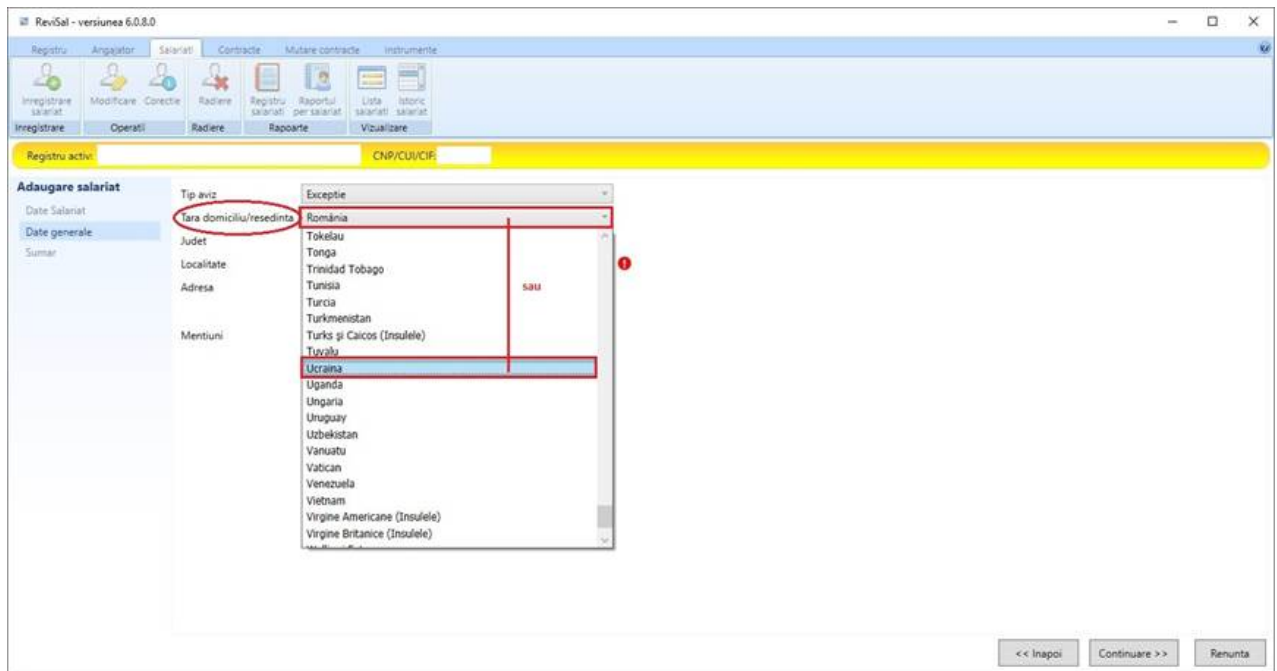 ReviSal - versiunea 6.0.8.0
Registru Angajator Salariati Contracte Mutare contracte Instrumente
Inregistrare salariat
Modificare
Corectie
Radiere
Registru salariati
Raportul per salariat
Lista salariati
Istoric salariat
Inregistrare Operatii Radiere Rapoarte Vizualizare
Registru activ: CNP/CUI/CIF:
Adaugare salariat
Date Salariat
Date generale
Sumar
Tip aviz Exceptie
Tara domiciliu/resedinta România
Judet
Localitate
Adresa
Mentiuni
Tokelau
Tonga
Trinidad Tobago
Tunisia
sau
Turcia
Turkmenistan
Turks şi Caicos (Insulele)
Tuvalu
Ucraina
Uganda
Ungaria
Uruguay
Uzbekistan
Vanuatu
Vatican
Venezuela
Vietnam
Virgine Americane (Insulele)
Virgine Britanice (Insulele)
<< Inapoi Continuare >> Renunta